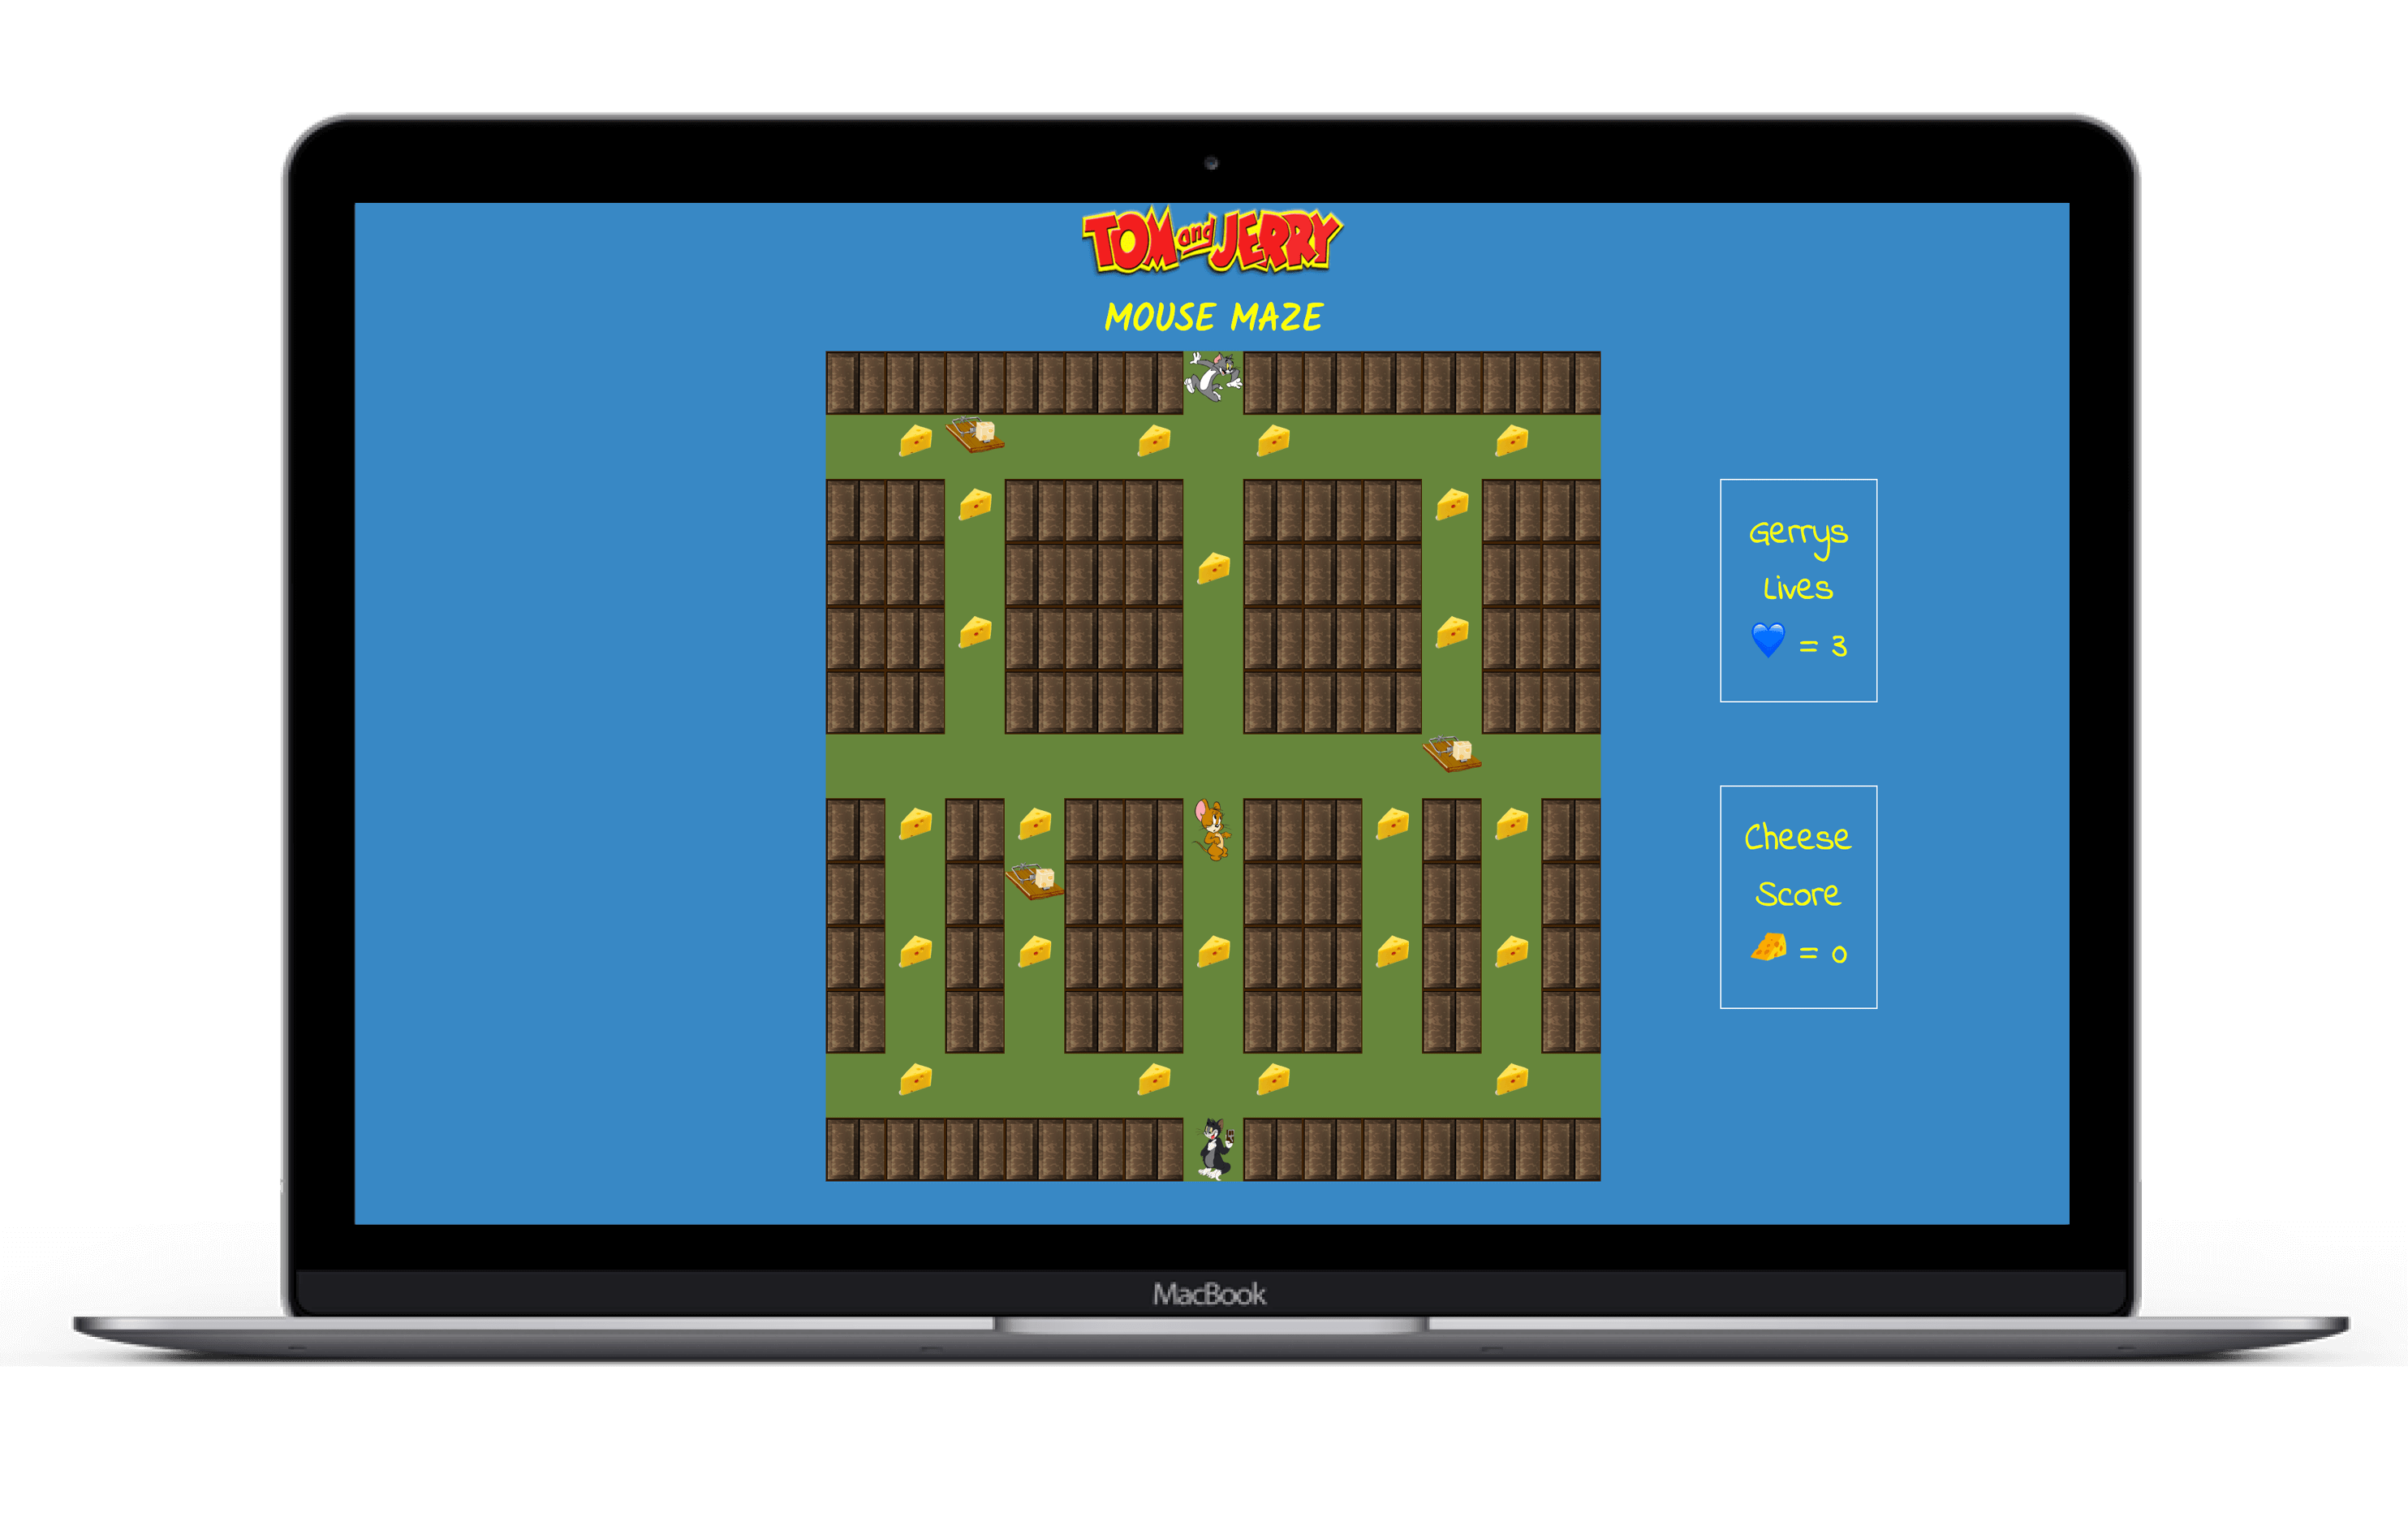 TOM and JERRY
MOUSE MAZE
Gerrys
Lives
💙 = 3
Cheese
Score
🧀 = 0
MacBook